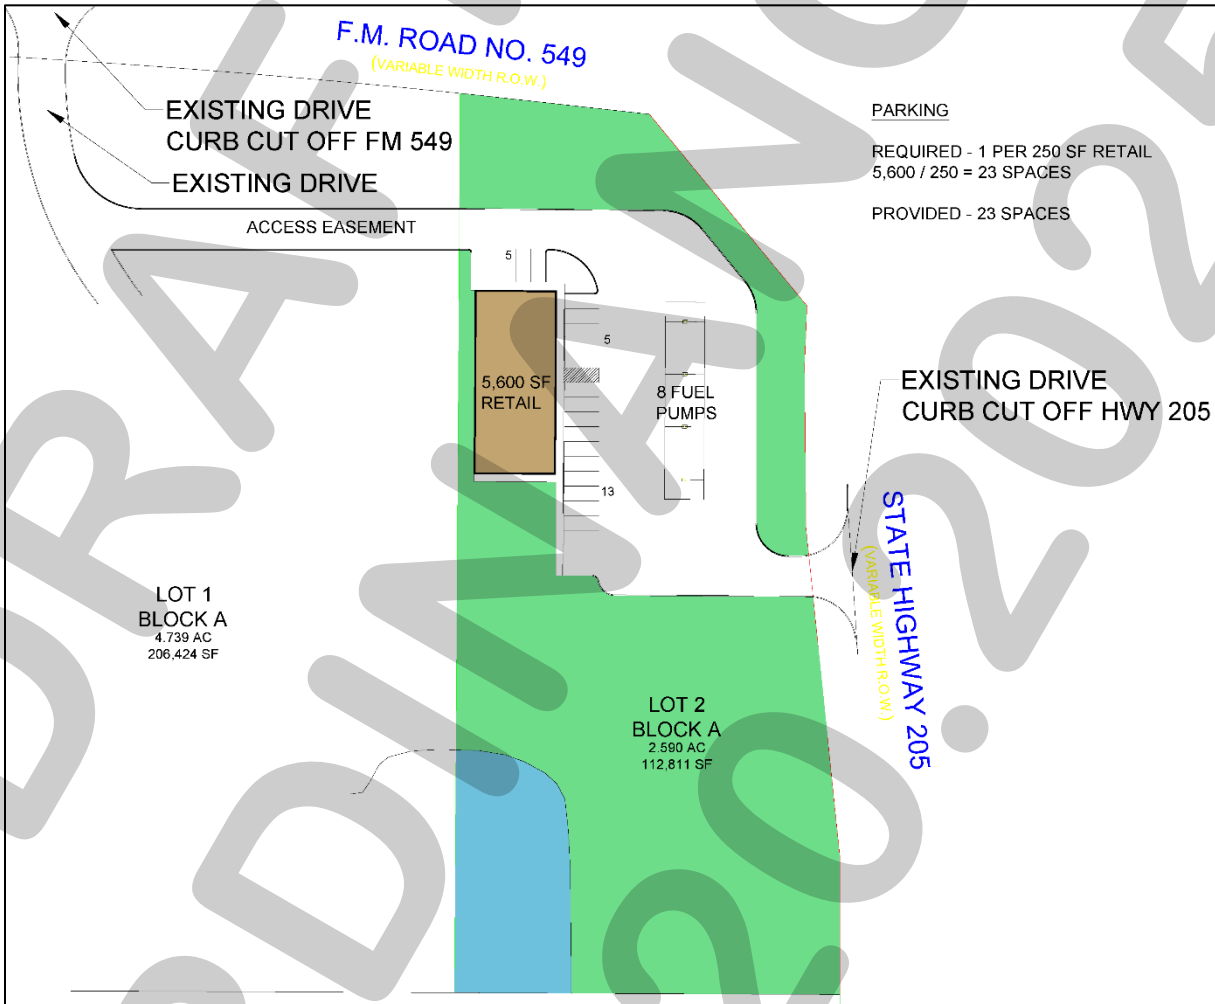 F.M. ROAD NO. 549
(VARIABLE WIDTH R.O.W.)
EXISTING DRIVE
CURB CUT OFF FM 549
EXISTING DRIVE
ACCESS EASEMENT
PARKING
REQUIRED - 1 PER 250 SF RETAIL
5,600 / 250 = 23 SPACES
PROVIDED - 23 SPACES
5
5
5,600 SF
RETAIL
8 FUEL
PUMPS
13
EXISTING DRIVE
CURB CUT OFF HWY 205
STATE HIGHWAY 205
(VARIABLE WIDTH R.O.W.)
LOT 1
BLOCK A
4.739 AC
206,424 SF
LOT 2
BLOCK A
2.590 AC
112,811 SF